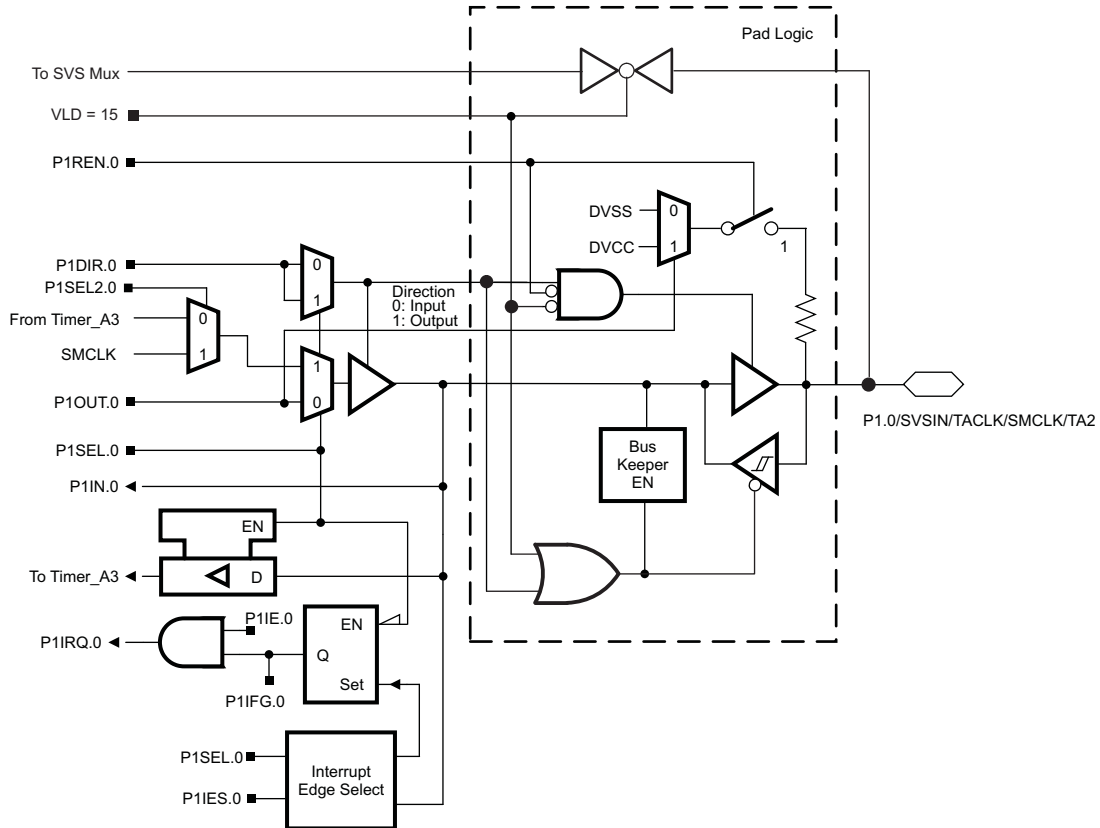 Pad Logic
To SVS Mux
VLD = 15
P1REN.0
DVSS
0
DVCC
1
1
P1DIR.0
0
P1SEL2.0
1
Direction
0: Input
1: Output
From Timer_A3
0
SMCLK
1
1
P1OUT.0
0
P1.0/SVSIN/TACLK/SMCLK/TA2
P1SEL.0
Bus
Keeper
EN
P1IN.0
EN
To Timer_A3
D
P1IE.0
EN
P1IRQ.0
Q
Set
P1IFG.0
P1SEL.0
Interrupt
Edge Select
P1IES.0